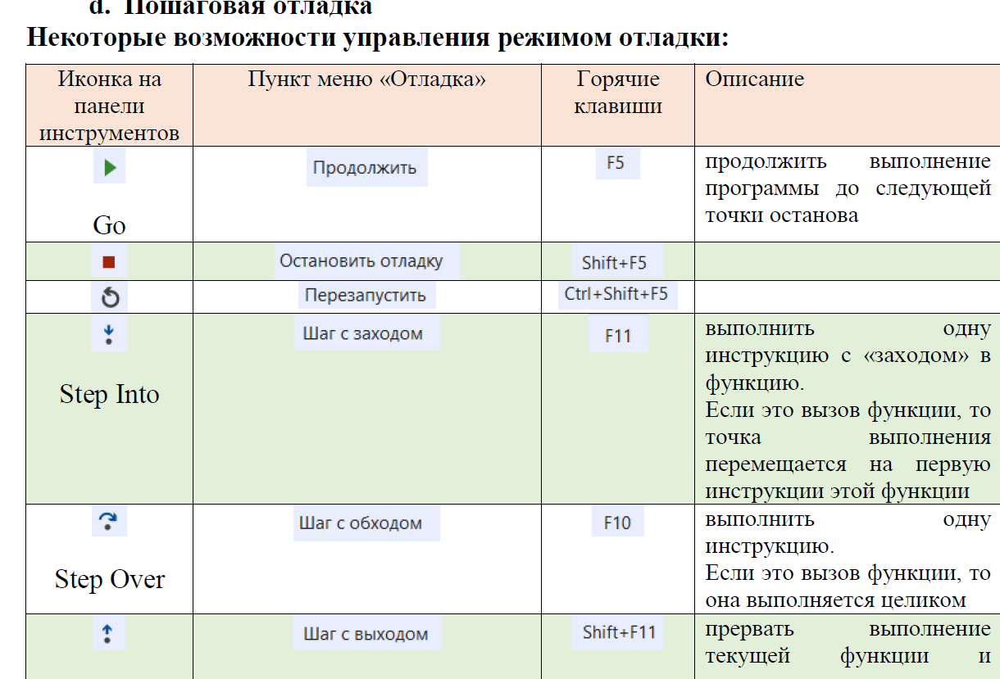 d. Пошаговая отладка
Некоторые возможности управления режимом отладки:
Иконка на
панели
инструментов
Пункт меню «Отладка»
Горячие
клавиши
Описание
Go
Продолжить
F5
продолжить выполнение
программы до следующей
точки останова
Остановить отладку
Shift+F5
Перезапустить
Ctrl+Shift+F5
Step Into
Шаг с заходом
F11
выполнить одну
инструкцию с «заходом» в
функцию.
Если это вызов функции, то
точка выполнения
перемещается на первую
инструкции этой функции
Step Over
Шаг с обходом
F10
выполнить одну
инструкцию.
Если это вызов функции, то
она выполняется целиком
Шаг с выходом
Shift+F11
прервать выполнение
текущей функции и